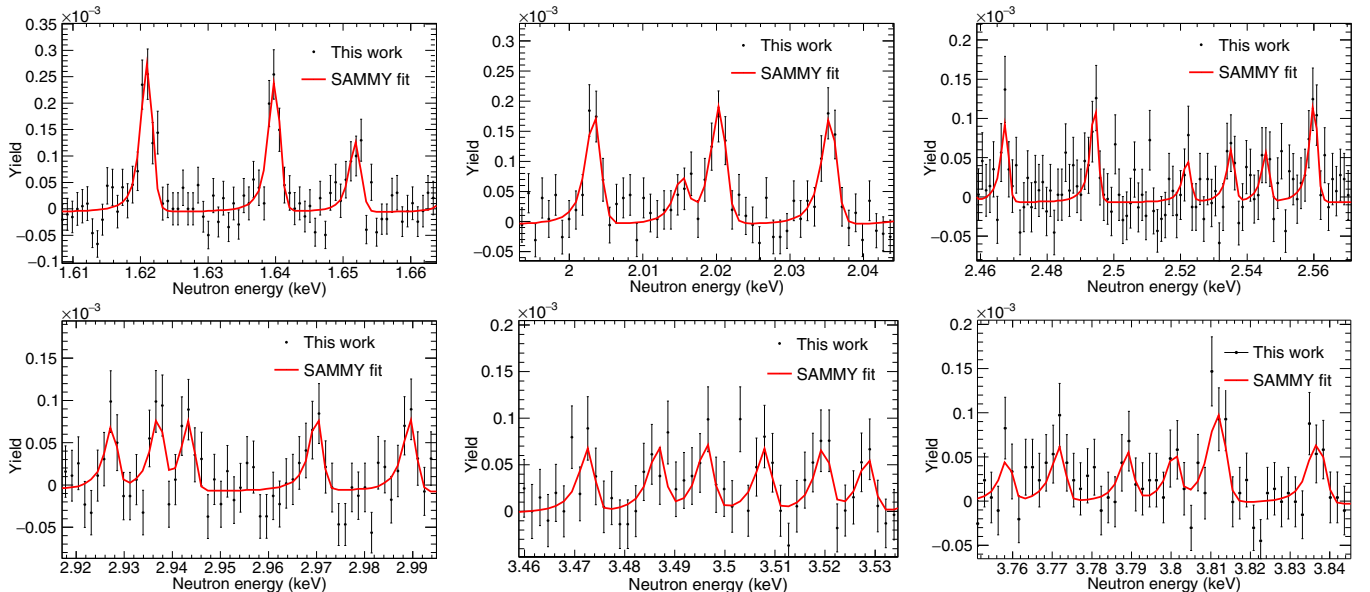 ×10⁻³
0.35
0.3
0.25
0.2
0.15
0.1
0.05
0
−0.05
−0.1
Yield
This work
SAMMY fit
1.61 1.62 1.63 1.64 1.65 1.66
Neutron energy (keV)
×10⁻³
0.3
0.25
0.2
0.15
0.1
0.05
0
−0.05
Yield
This work
SAMMY fit
2 2.01 2.02 2.03 2.04
Neutron energy (keV)
×10⁻³
0.2
0.15
0.1
0.05
0
−0.05
Yield
This work
SAMMY fit
2.46 2.48 2.5 2.52 2.54 2.56
Neutron energy (keV)
×10⁻³
0.15
0.1
0.05
0
−0.05
Yield
This work
SAMMY fit
2.92 2.93 2.94 2.95 2.96 2.97 2.98 2.99
Neutron energy (keV)
×10⁻³
0.2
0.15
0.1
0.05
0
Yield
This work
SAMMY fit
3.46 3.47 3.48 3.49 3.5 3.51 3.52 3.53
Neutron energy (keV)
×10⁻³
0.2
0.15
0.1
0.05
0
−0.05
Yield
This work
SAMMY fit
3.76 3.77 3.78 3.79 3.8 3.81 3.82 3.83 3.84
Neutron energy (keV)